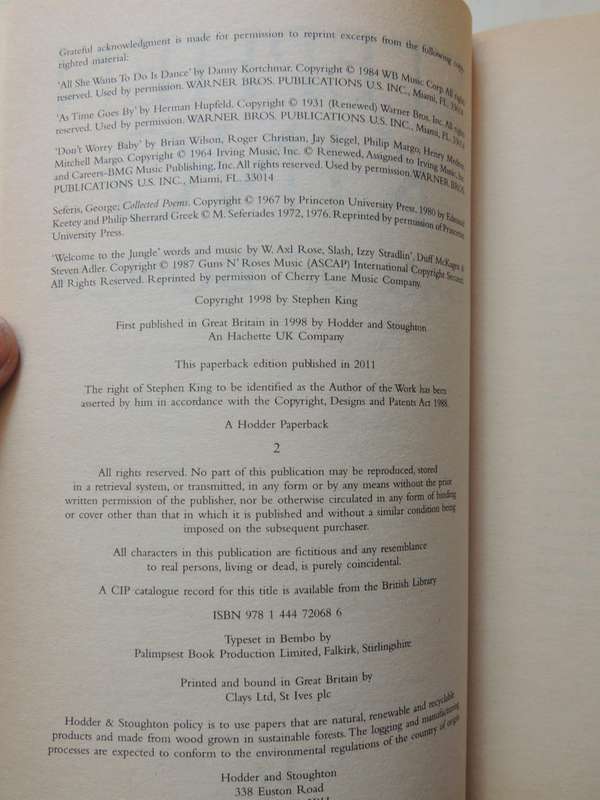 Grateful acknowledgment is made for permission to reprint excerpts from the following copy-
righted material:
'All She Wants To Do Is Dance' by Danny Kortchmar. Copyright © 1984 WB Music Corp. All rights
reserved. Used by permission. WARNER BROS. PUBLICATIONS U.S. INC., Miami, FL. 33014
'As Time Goes By' by Herman Hupfeld. Copyright © 1931 (Renewed) Warner Bros. Inc. All rights
reserved. Used by permission. WARNER BROS. PUBLICATIONS U.S. INC., Miami, FL. 33014
'Don't Worry Baby' by Brian Wilson, Roger Christian, Jay Siegel, Philip Margo, Henry Medress,
Mitchell Margo. Copyright © 1964 Irving Music, Inc. © Renewed, Assigned to Irving Music, Inc.
and Careers-BMG Music Publishing, Inc. All rights reserved. Used by permission. WARNER BROS.
PUBLICATIONS U.S. INC., Miami, FL. 33014
Seferis, George; Collected Poems. Copyright © 1967 by Princeton University Press, 1980 by Edmund
Keetey and Philip Sherrard Greek © M. Seferiades 1972, 1976. Reprinted by permission of Princeton
University Press.
'Welcome to the Jungle' words and music by W. Axl Rose, Slash, Izzy Stradlin', Duff McKagen &
Steven Adler. Copyright © 1987 Guns N' Roses Music (ASCAP) International Copyright Secured.
All Rights Reserved. Reprinted by permission of Cherry Lane Music Company.
Copyright 1998 by Stephen King
First published in Great Britain in 1998 by Hodder and Stoughton
An Hachette UK Company
This paperback edition published in 2011
The right of Stephen King to be identified as the Author of the Work has been
asserted by him in accordance with the Copyright, Designs and Patents Act 1988.
A Hodder Paperback
2
All rights reserved. No part of this publication may be reproduced, stored
in a retrieval system, or transmitted, in any form or by any means without the prior
written permission of the publisher, nor be otherwise circulated in any form of binding
or cover other than that in which it is published and without a similar condition being
imposed on the subsequent purchaser.
All characters in this publication are fictitious and any resemblance
to real persons, living or dead, is purely coincidental.
A CIP catalogue record for this title is available from the British Library
ISBN 978 1 444 72068 6
Typeset in Bembo by
Palimpsest Book Production Limited, Falkirk, Stirlingshire
Printed and bound in Great Britain by
Clays Ltd, St Ives plc
Hodder & Stoughton policy is to use papers that are natural, renewable and recyclable
products and made from wood grown in sustainable forests. The logging and manufacturing
processes are expected to conform to the environmental regulations of the country of origin
Hodder and Stoughton
338 Euston Road